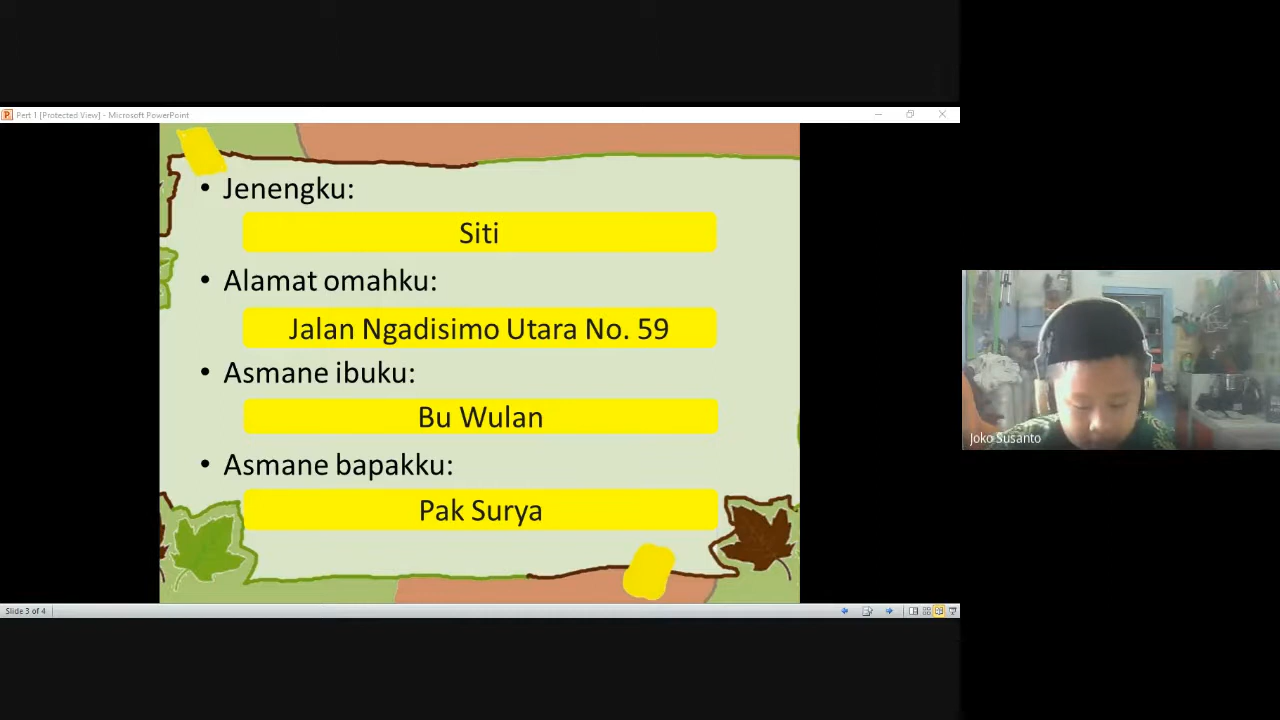 Part 1 [Protected View] - Microsoft PowerPoint
Jenengku:
Siti
Alamat omahku:
Jalan Ngadisimo Utara No. 59
Asmane ibuku:
Bu Wulan
Asmane bapakku:
Pak Surya
Slide 3 of 4
Joko Susanto